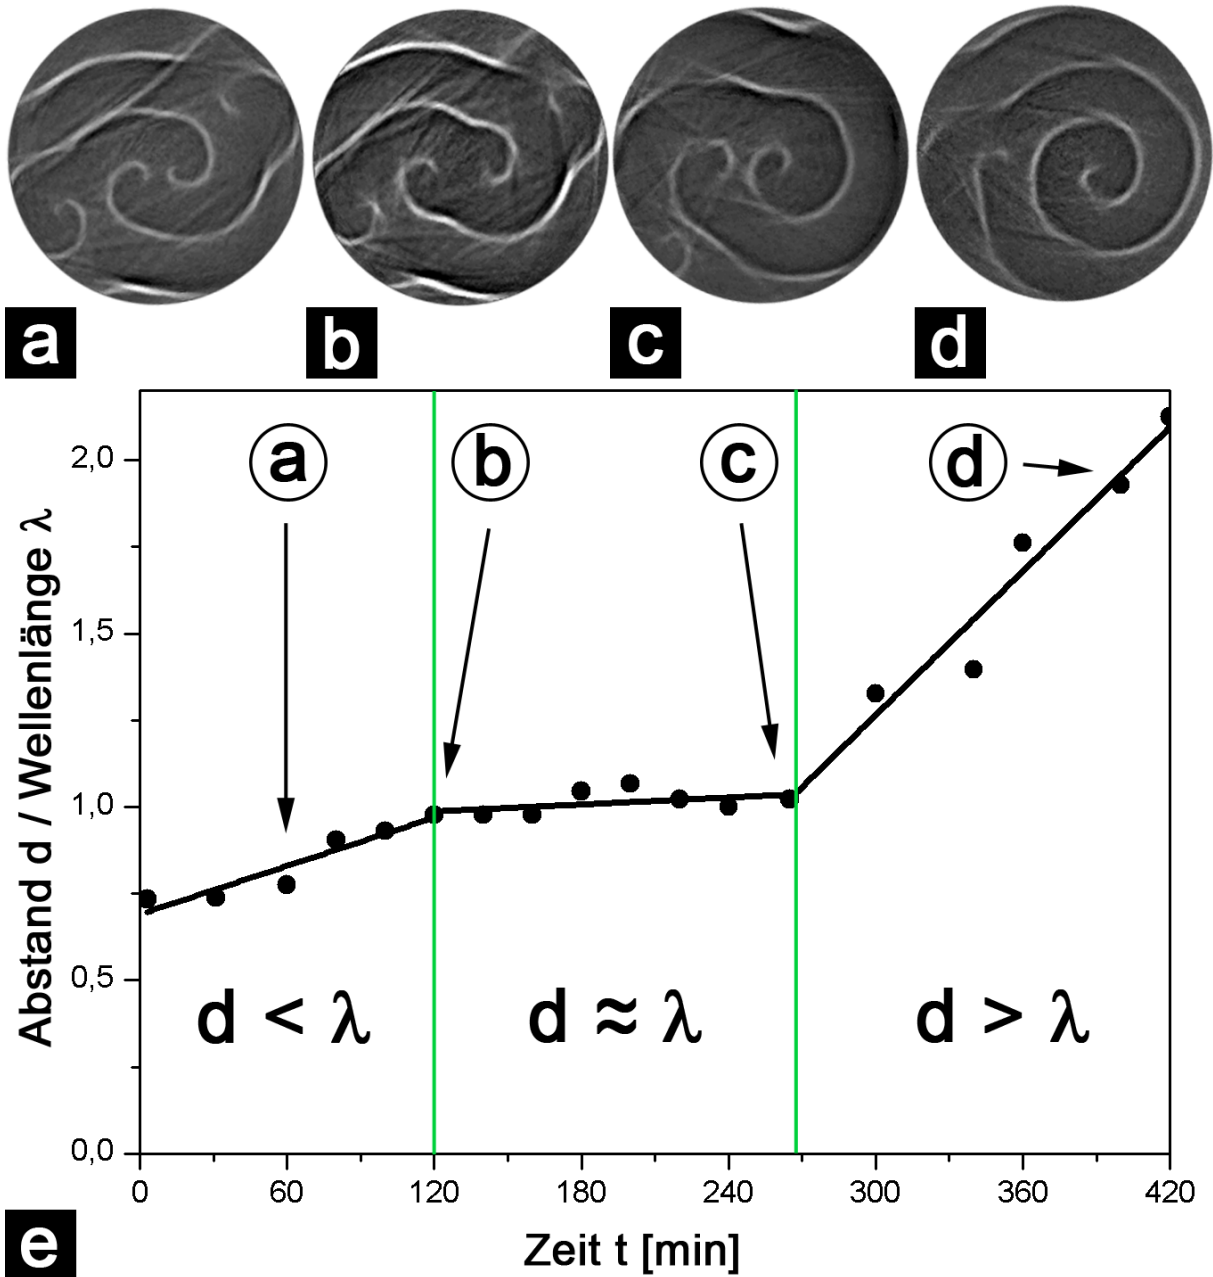 a b c d
a b c d
2,0
1,5
1,0
0,5
0,0
Abstand d / Wellenlänge λ
d < λ d ≈ λ d > λ
0 60 120 180 240 300 360 420
Zeit t [min]
e